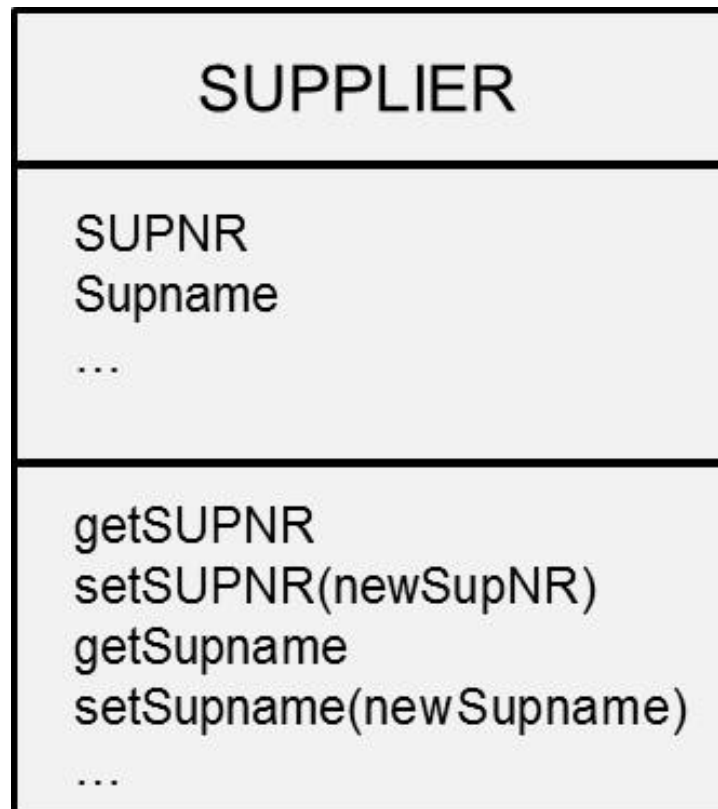 SUPPLIER
SUPNR
Supname
...
getSUPNR
setSUPNR(newSupNR)
getSupname
setSupname(newSupname)
...